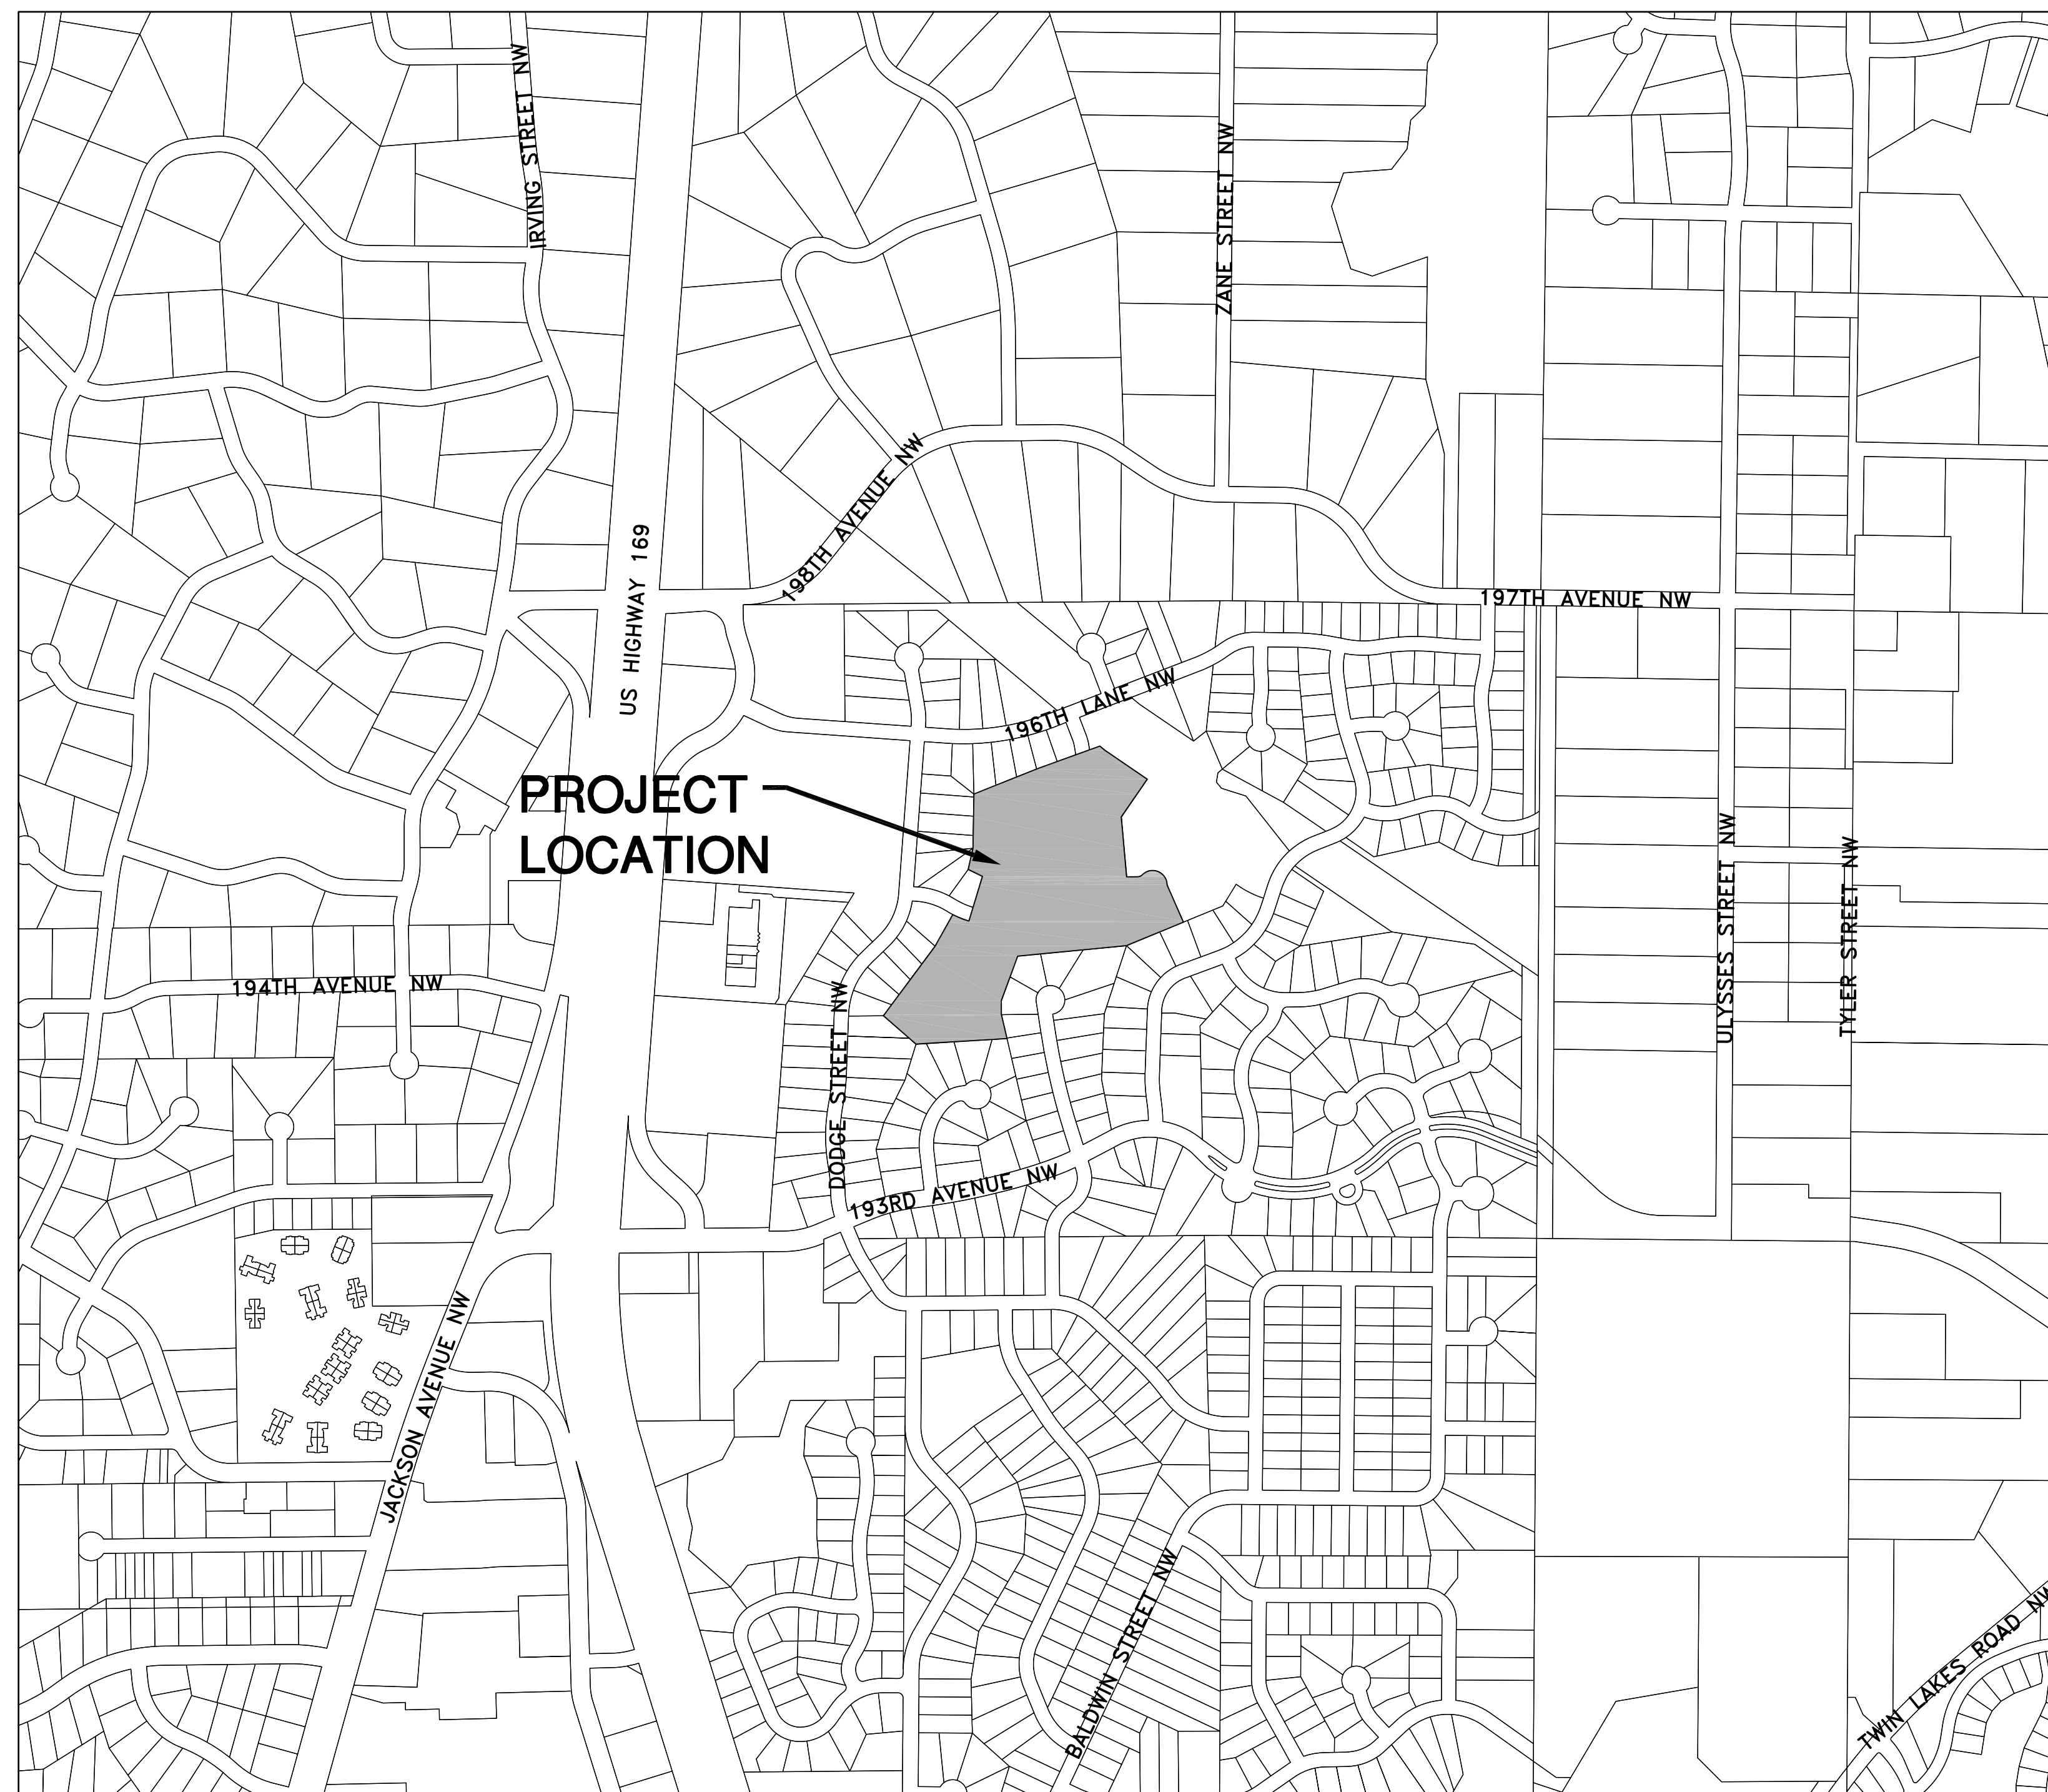 IRVING STREET NW
ZANE STREET NW
198TH AVENUE NW
US HIGHWAY 169
197TH AVENUE NW
196TH LANE NW
PROJECT
LOCATION
ULYSSES STREET NW
TYLER STREET NW
194TH AVENUE NW
DODGE STREET NW
193RD AVENUE NW
JACKSON AVENUE NW
BALDWIN STREET NW
TWIN LAKES ROAD NW